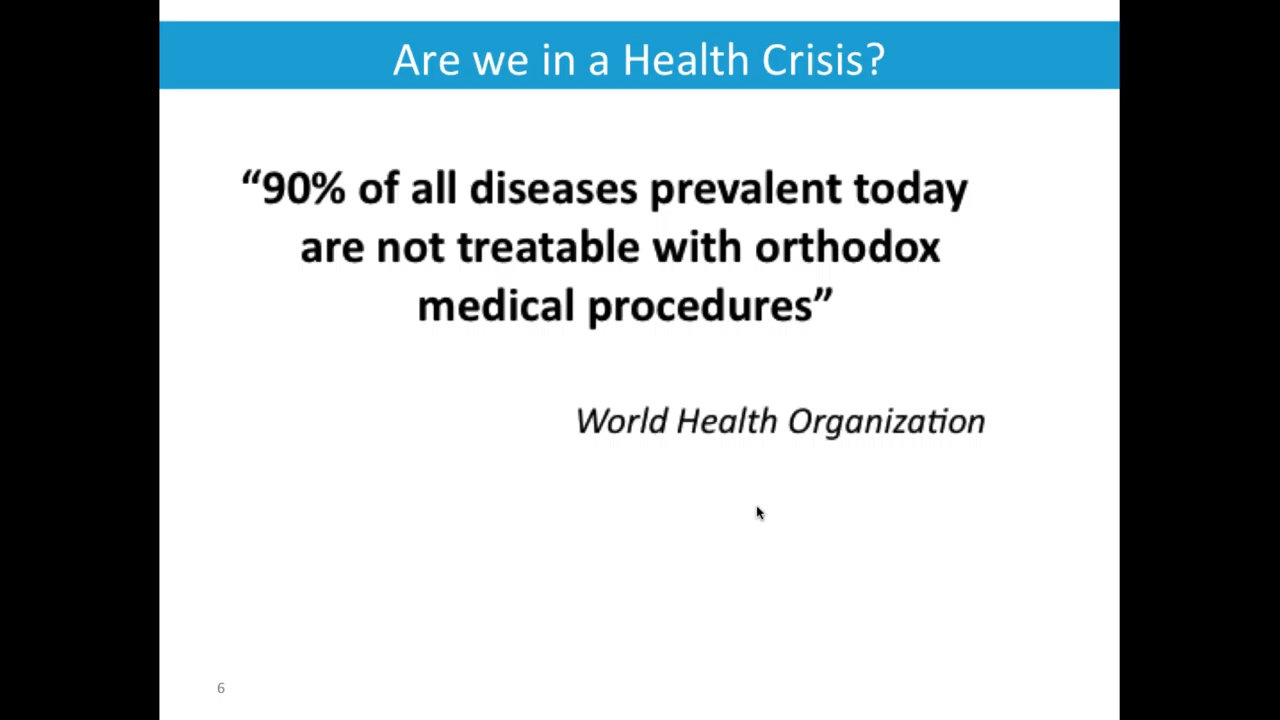 Are we in a Health Crisis?
“90% of all diseases prevalent today
are not treatable with orthodox
medical procedures”
World Health Organization
6